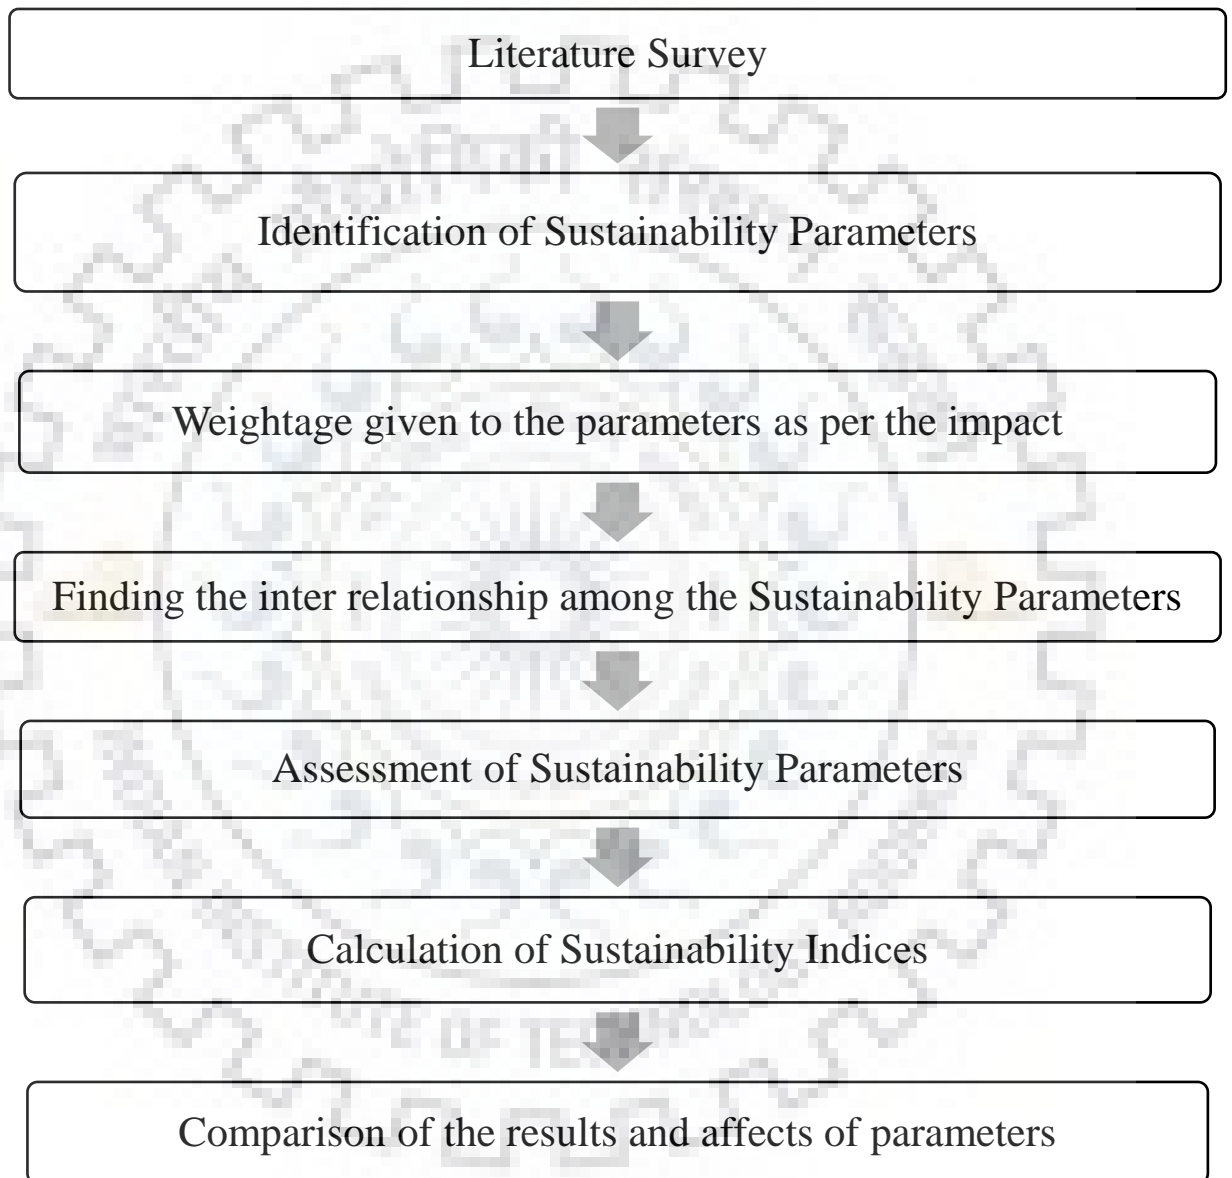 Literature Survey
Identification of Sustainability Parameters
Weightage given to the parameters as per the impact
Finding the inter relationship among the Sustainability Parameters
Assessment of Sustainability Parameters
Calculation of Sustainability Indices
Comparison of the results and affects of parameters